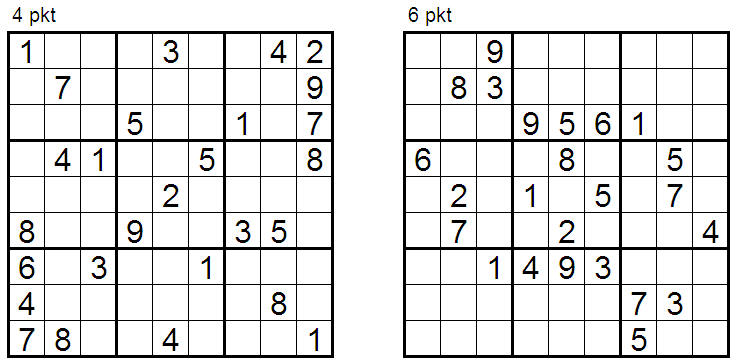 4 pkt
6 pkt
1 3 4 2
7 9
5 1 7
4 1 5 8
2
8 9 3 5
6 3 1
4 8
7 8 4 1
9
8 3
9 5 6 1
6 8 5
2 1 5 7
7 2 4
1 4 9 3
7 3
5